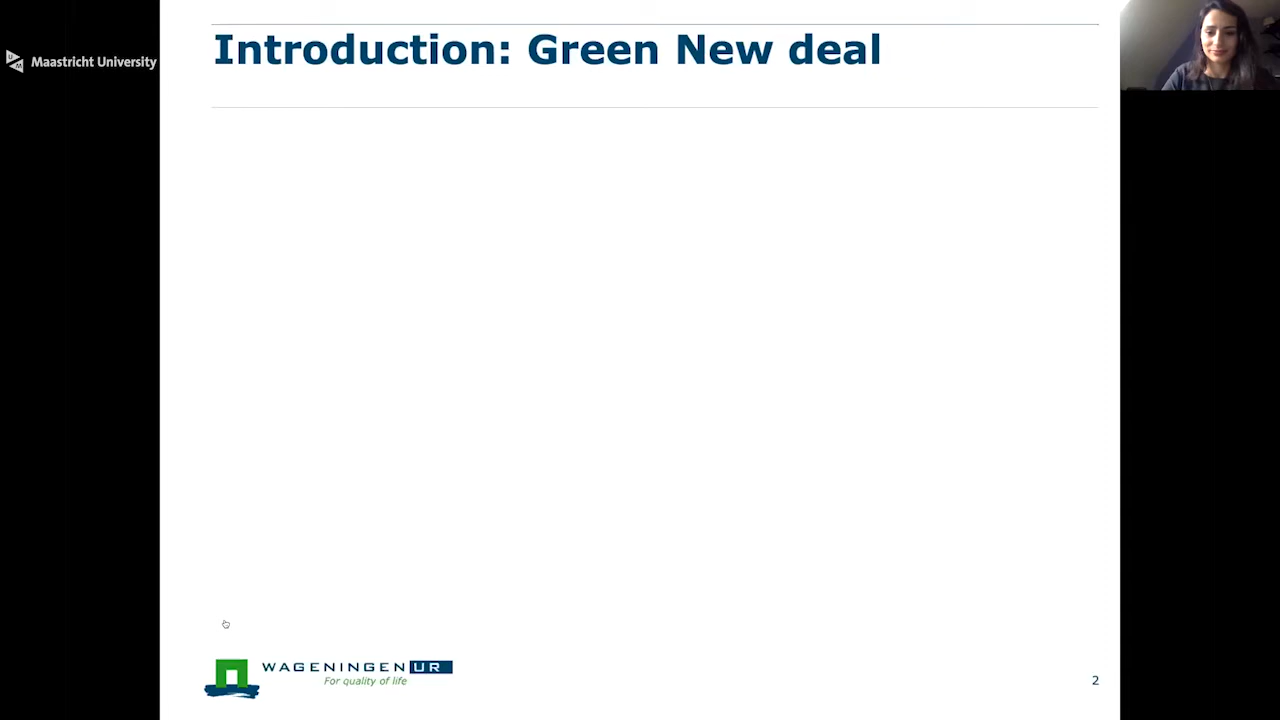 Maastricht University
Introduction: Green New deal
WAGENINGEN UR
For quality of life
2